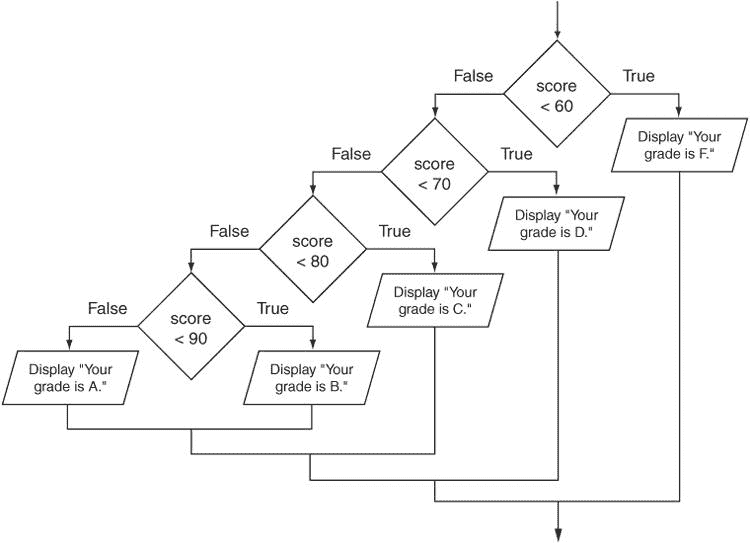 False
True
score
< 60
Display "Your
grade is F."
False
True
score
< 70
Display "Your
grade is D."
False
True
score
< 80
Display "Your
grade is C."
False
True
score
< 90
Display "Your
grade is A."
Display "Your
grade is B."